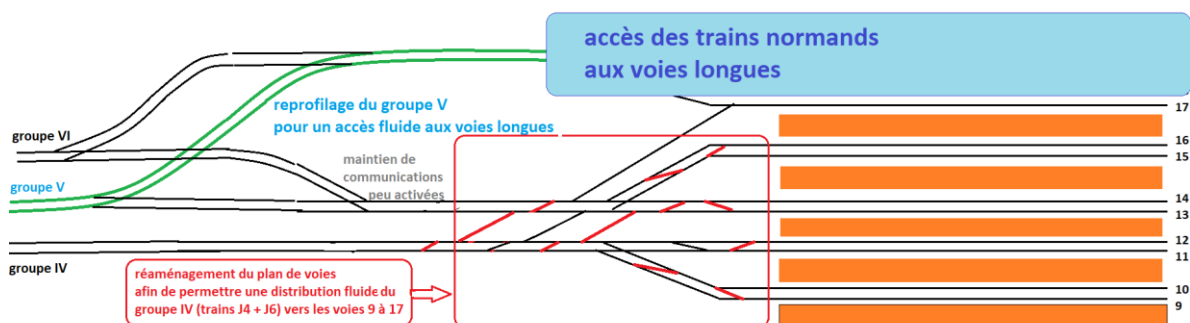 accès des trains normands
aux voies longues
reprofilage du groupe V
pour un accès fluide aux voies longues
groupe VI
maintien de
communications
peu activées
groupe V
groupe IV
réaménagement du plan de voies
afin de permettre une distribution fluide du
groupe IV (trains J4 + J6) vers les voies 9 à 17
17
16
15
14
13
12
11
10
9